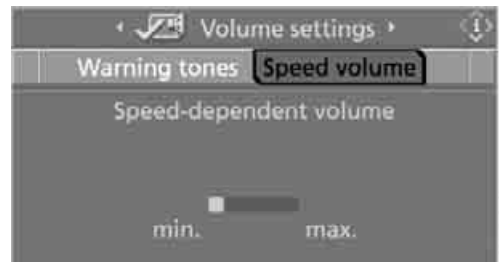 Volume settings
Warning tones Speed volume
Speed-dependent volume
min. max.